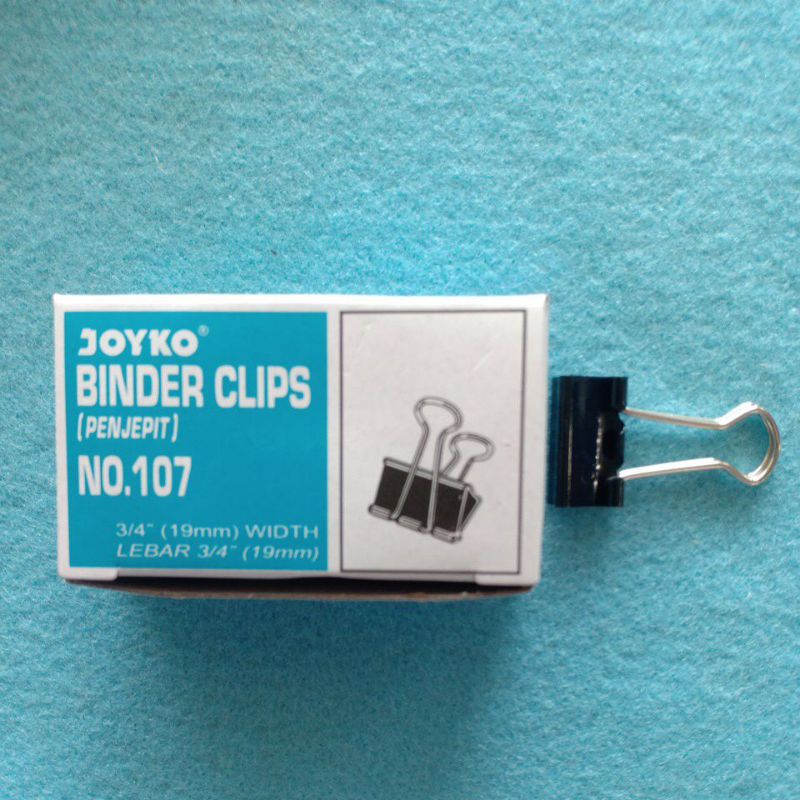 JOYKO®
BINDER CLIPS
(PENJEPIT)
NO.107
3/4" (19mm) WIDTH
LEBAR 3/4" (19mm)